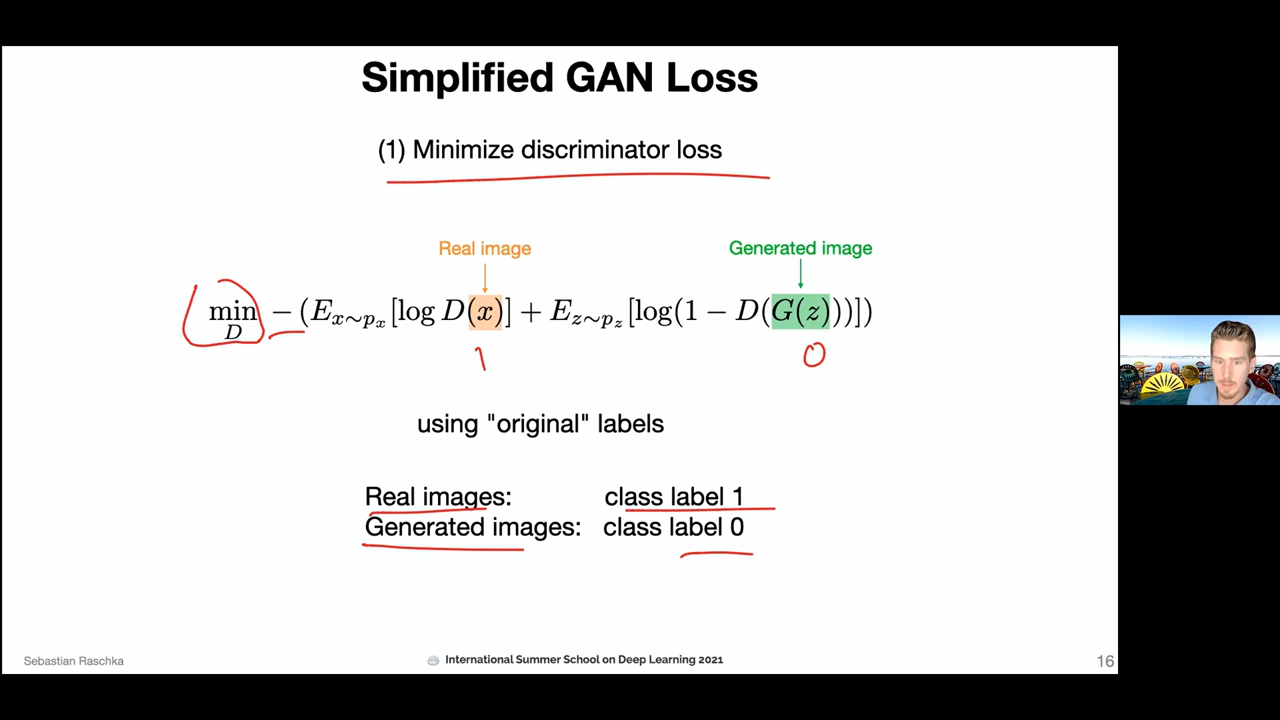 Simplified GAN Loss
(1) Minimize discriminator loss
Real image
Generated image
min_D −(E_{x∼p_x}[log D(x)] + E_{z∼p_z}[log(1 − D(G(z)))])
1
0
using "original" labels
Real images: class label 1
Generated images: class label 0
Sebastian Raschka
International Summer School on Deep Learning 2021
16